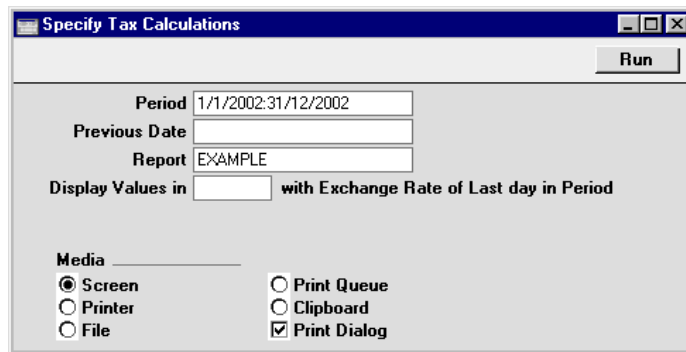 Specify Tax Calculations
Run
Period 1/1/2002:31/12/2002
Previous Date
Report EXAMPLE
Display Values in with Exchange Rate of Last day in Period
Media
Screen Print Queue
Printer Clipboard
File Print Dialog